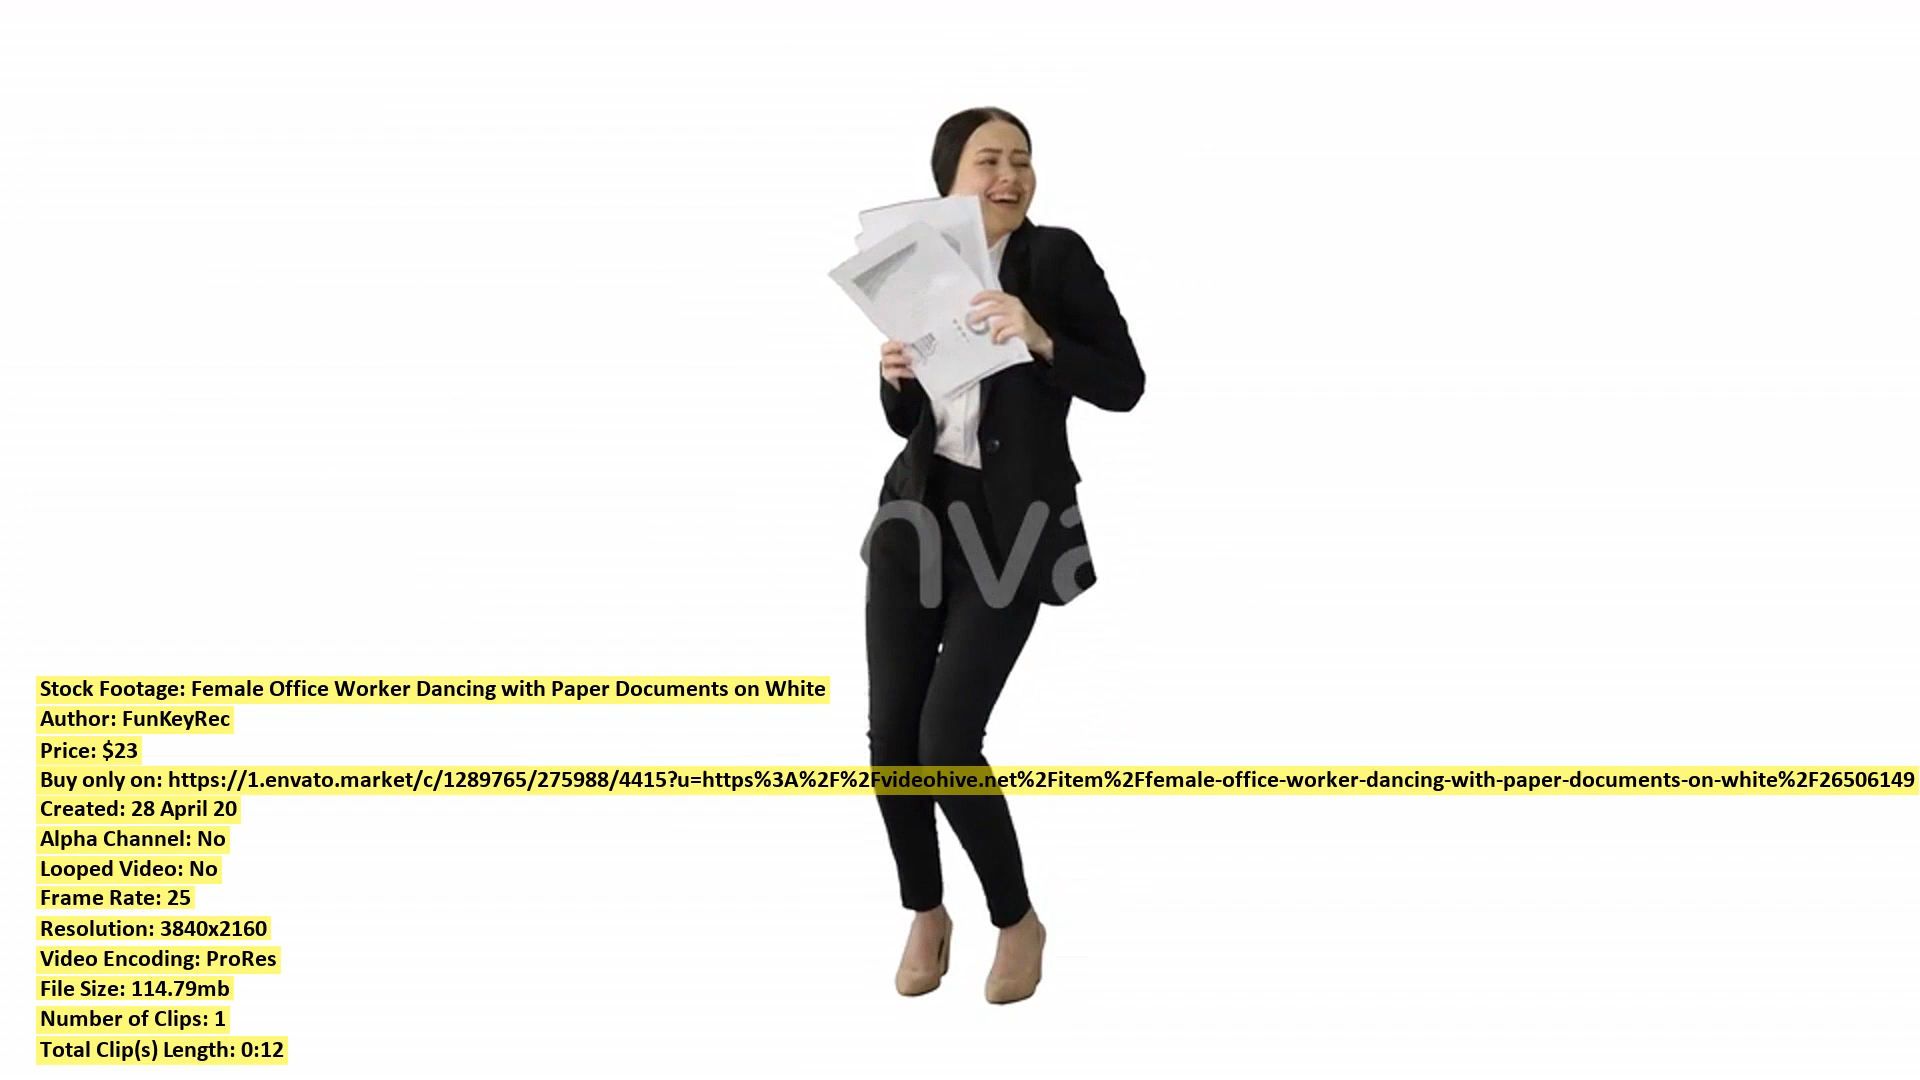 nva
Stock Footage: Female Office Worker Dancing with Paper Documents on White
Author: FunKeyRec
Price: $23
Buy only on: https://1.envato.market/c/1289765/275988/4415?u=https%3A%2F%2Fvideohive.net%2Fitem%2Ffemale-office-worker-dancing-with-paper-documents-on-white%2F26506149
Created: 28 April 20
Alpha Channel: No
Looped Video: No
Frame Rate: 25
Resolution: 3840x2160
Video Encoding: ProRes
File Size: 114.79mb
Number of Clips: 1
Total Clip(s) Length: 0:12